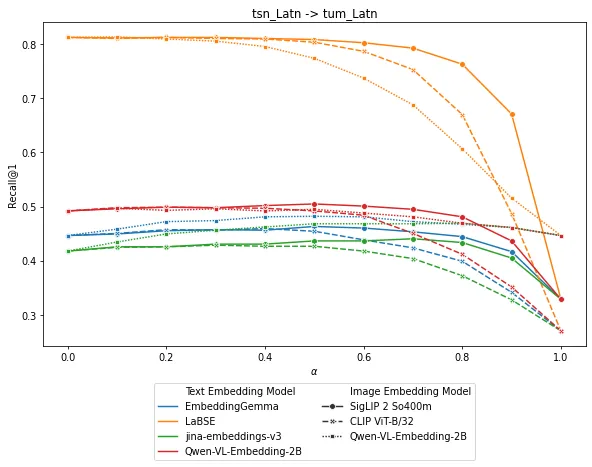 tsn_Latn -> tum_Latn
Recall@1
0.8
0.7
0.6
0.5
0.4
0.3
0.0 0.2 0.4 0.6 0.8 1.0
α
Text Embedding Model Image Embedding Model
EmbeddingGemma SigLIP 2 So400m
LaBSE CLIP ViT-B/32
jina-embeddings-v3 Qwen-VL-Embedding-2B
Qwen-VL-Embedding-2B